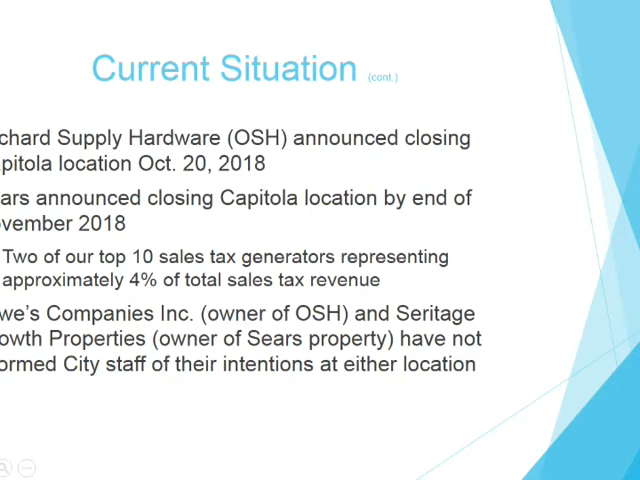 Current Situation (cont.)
chard Supply Hardware (OSH) announced closing
apitola location Oct. 20, 2018
ars announced closing Capitola location by end of
ovember 2018
Two of our top 10 sales tax generators representing
approximately 4% of total sales tax revenue
we's Companies Inc. (owner of OSH) and Seritage
owth Properties (owner of Sears property) have not
ormed City staff of their intentions at either location